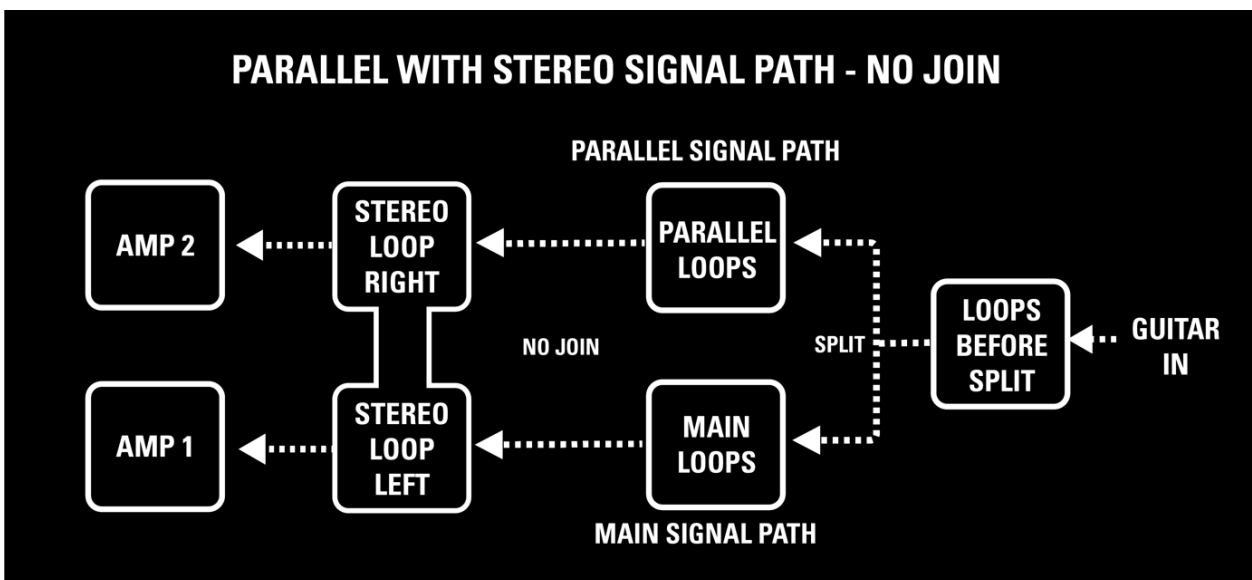 PARALLEL WITH STEREO SIGNAL PATH - NO JOIN
PARALLEL SIGNAL PATH
AMP 2
STEREO
LOOP
RIGHT
PARALLEL
LOOPS
LOOPS
BEFORE
SPLIT
GUITAR
IN
NO JOIN
SPLIT
AMP 1
STEREO
LOOP
LEFT
MAIN
LOOPS
MAIN SIGNAL PATH